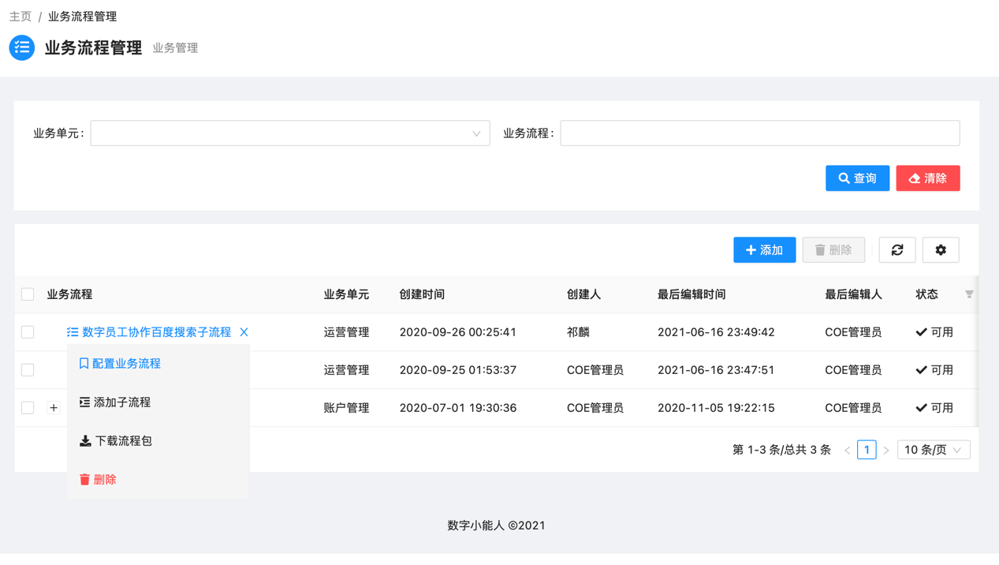 主页 / 业务流程管理
业务流程管理 业务管理
业务单元： 业务流程：
查询 清除
添加 删除
业务流程 业务单元 创建时间 创建人 最后编辑时间 最后编辑人 状态
数字员工协作百度搜索子流程 运营管理 2020-09-26 00:25:41 祁麟 2021-06-16 23:49:42 COE管理员 可用
配置业务流程
运营管理 2020-09-25 01:53:37 COE管理员 2021-06-16 23:47:51 COE管理员 可用
添加子流程
账户管理 2020-07-01 19:30:36 COE管理员 2020-11-05 19:22:15 COE管理员 可用
下载流程包
第 1-3 条/总共 3 条 < 1 > 10 条/页
删除
数字小能人 ©2021